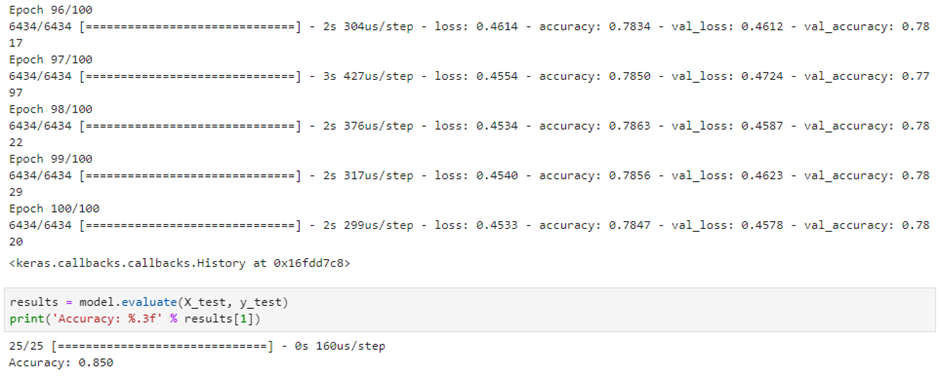 Epoch 96/100
6434/6434 [==============================] - 2s 304us/step - loss: 0.4614 - accuracy: 0.7834 - val_loss: 0.4612 - val_accuracy: 0.78
17
Epoch 97/100
6434/6434 [==============================] - 3s 427us/step - loss: 0.4554 - accuracy: 0.7850 - val_loss: 0.4724 - val_accuracy: 0.77
97
Epoch 98/100
6434/6434 [==============================] - 2s 376us/step - loss: 0.4534 - accuracy: 0.7863 - val_loss: 0.4587 - val_accuracy: 0.78
22
Epoch 99/100
6434/6434 [==============================] - 2s 317us/step - loss: 0.4540 - accuracy: 0.7856 - val_loss: 0.4623 - val_accuracy: 0.78
29
Epoch 100/100
6434/6434 [==============================] - 2s 299us/step - loss: 0.4533 - accuracy: 0.7847 - val_loss: 0.4578 - val_accuracy: 0.78
20
<keras.callbacks.callbacks.History at 0x16fdd7c8>
results = model.evaluate(X_test, y_test)
print('Accuracy: %.3f' % results[1])
25/25 [==============================] - 0s 160us/step
Accuracy: 0.850